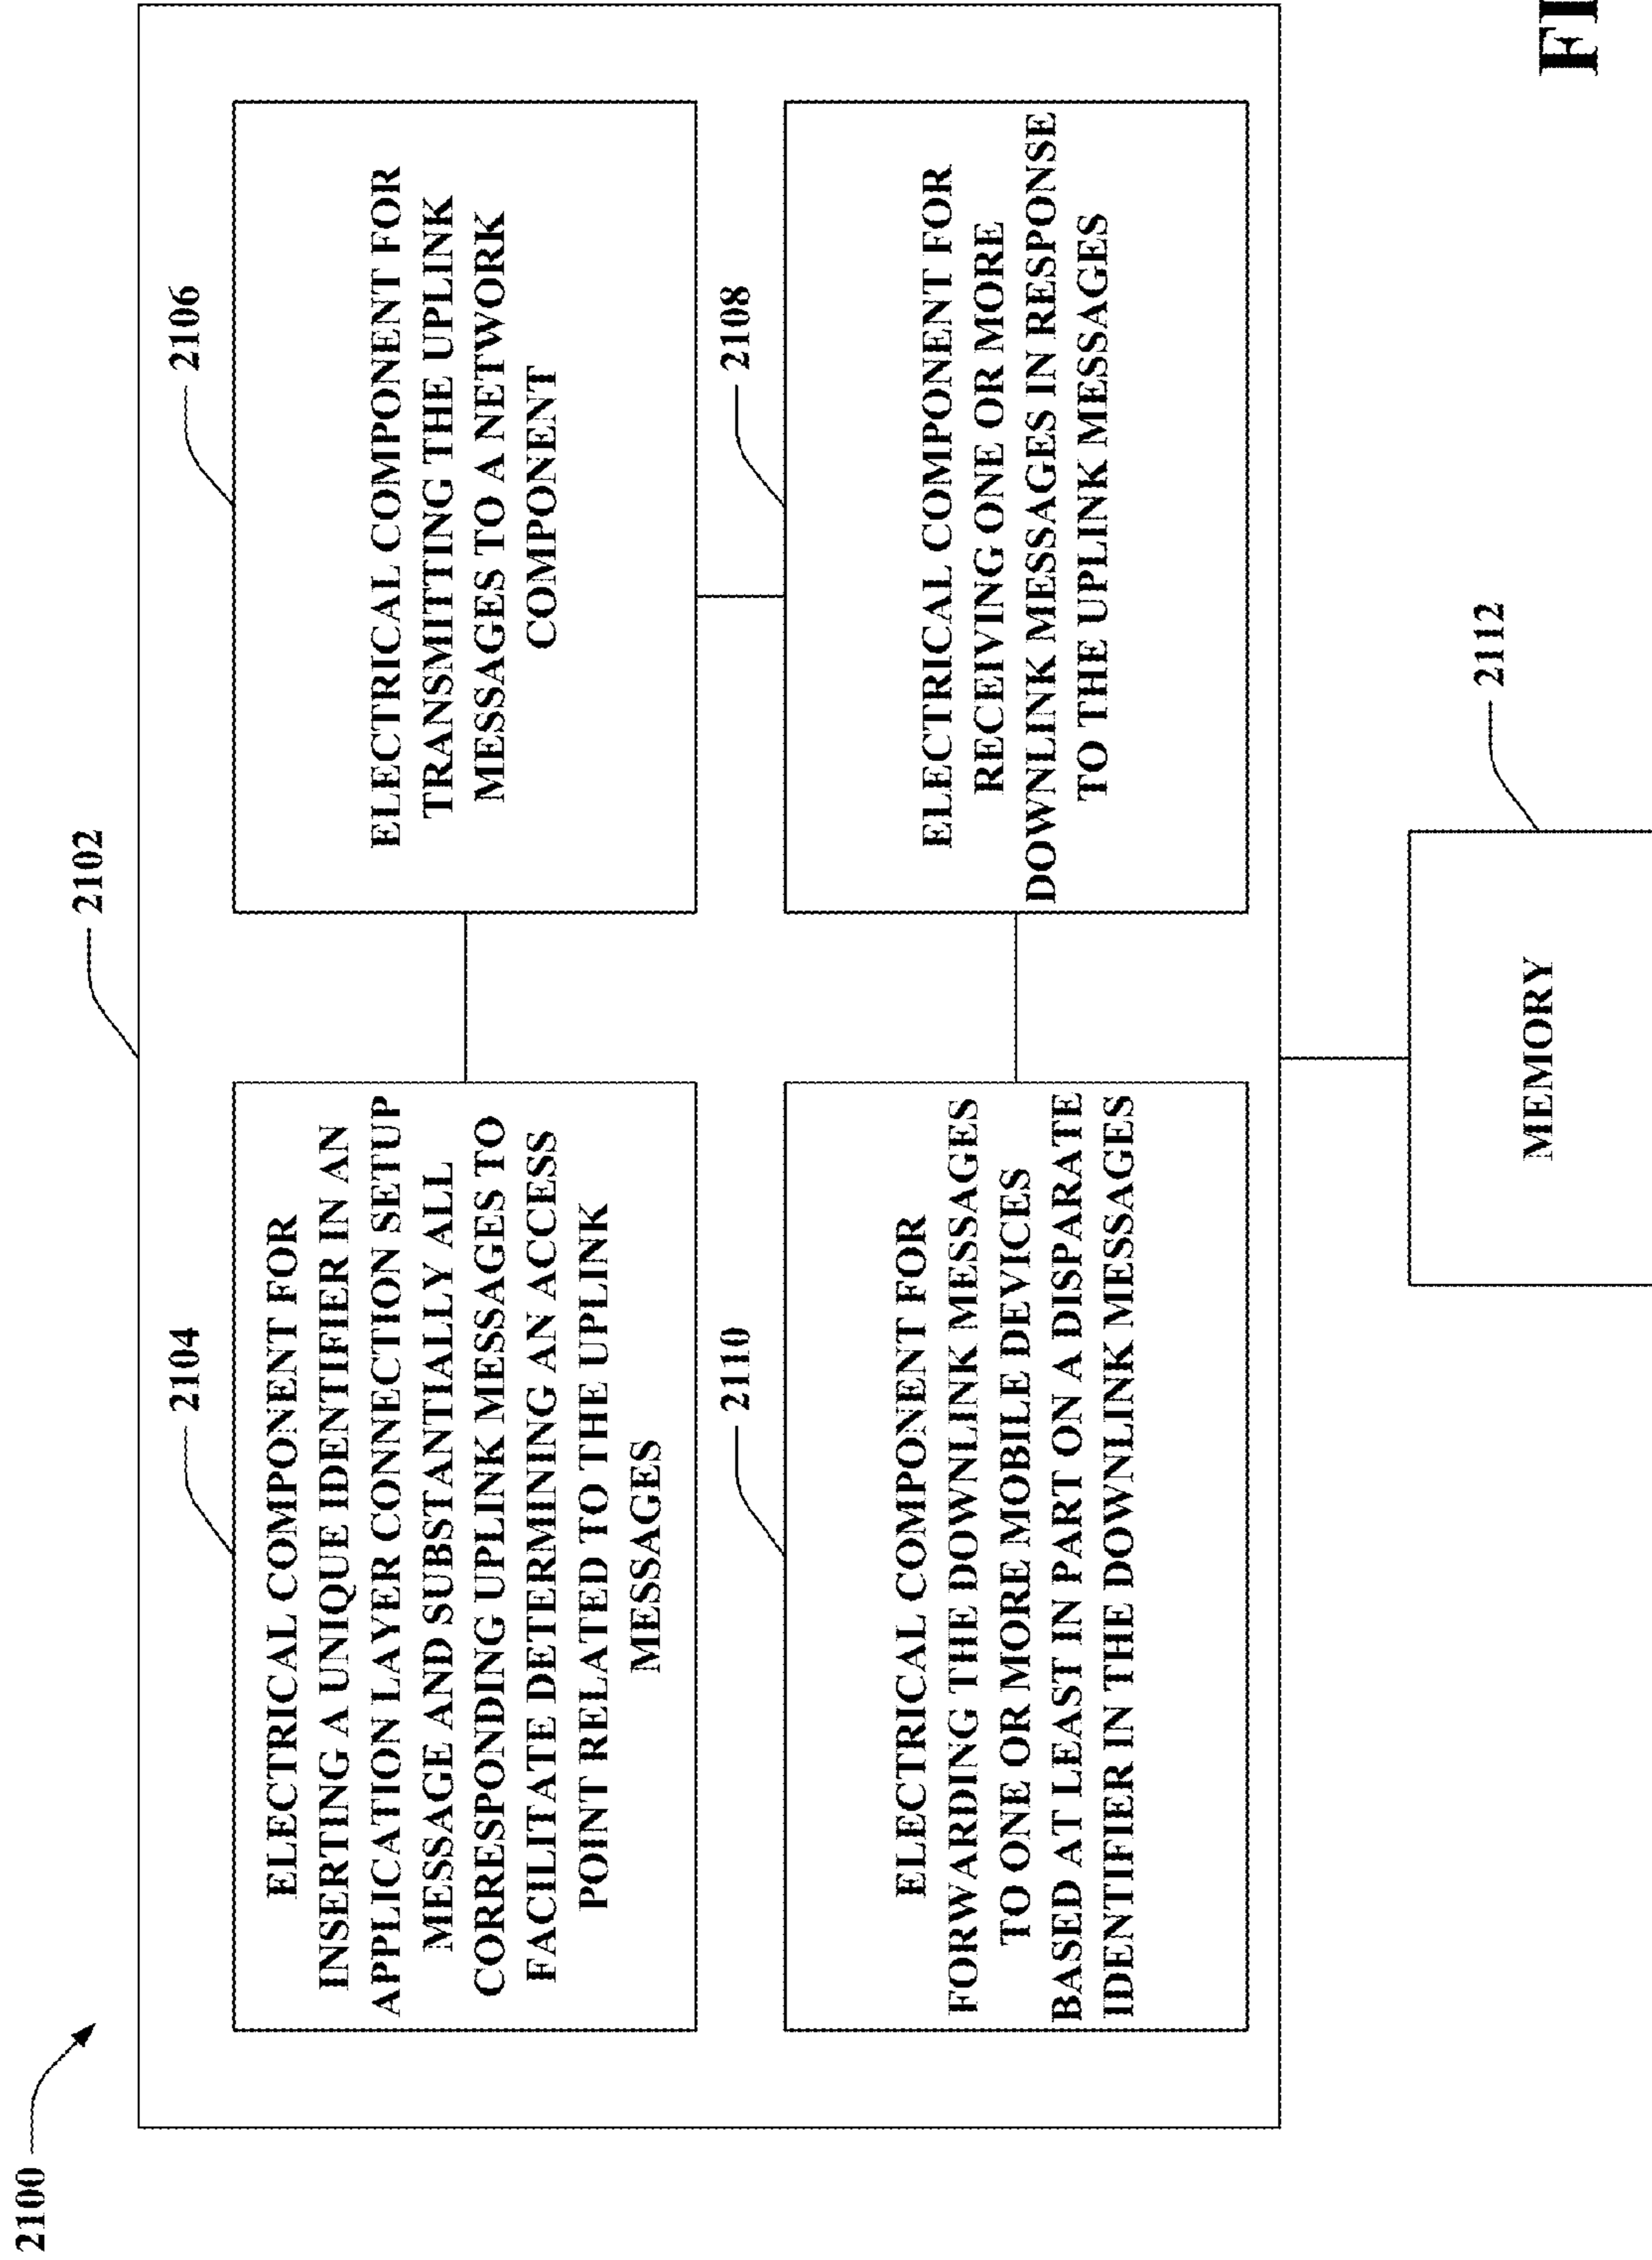 2100
2102
2104
ELECTRICAL COMPONENT FOR
INSERTING A UNIQUE IDENTIFIER IN AN
APPLICATION LAYER CONNECTION SETUP
MESSAGE AND SUBSTANTIALLY ALL
CORRESPONDING UPLINK MESSAGES TO
FACILITATE DETERMINING AN ACCESS
POINT RELATED TO THE UPLINK
MESSAGES
2106
ELECTRICAL COMPONENT FOR
TRANSMITTING THE UPLINK
MESSAGES TO A NETWORK
COMPONENT
2110
ELECTRICAL COMPONENT FOR
FORWARDING THE DOWNLINK MESSAGES
TO ONE OR MORE MOBILE DEVICES
BASED AT LEAST IN PART ON A DISPARATE
IDENTIFIER IN THE DOWNLINK MESSAGES
2108
ELECTRICAL COMPONENT FOR
RECEIVING ONE OR MORE
DOWNLINK MESSAGES IN RESPONSE
TO THE UPLINK MESSAGES
2112
MEMORY